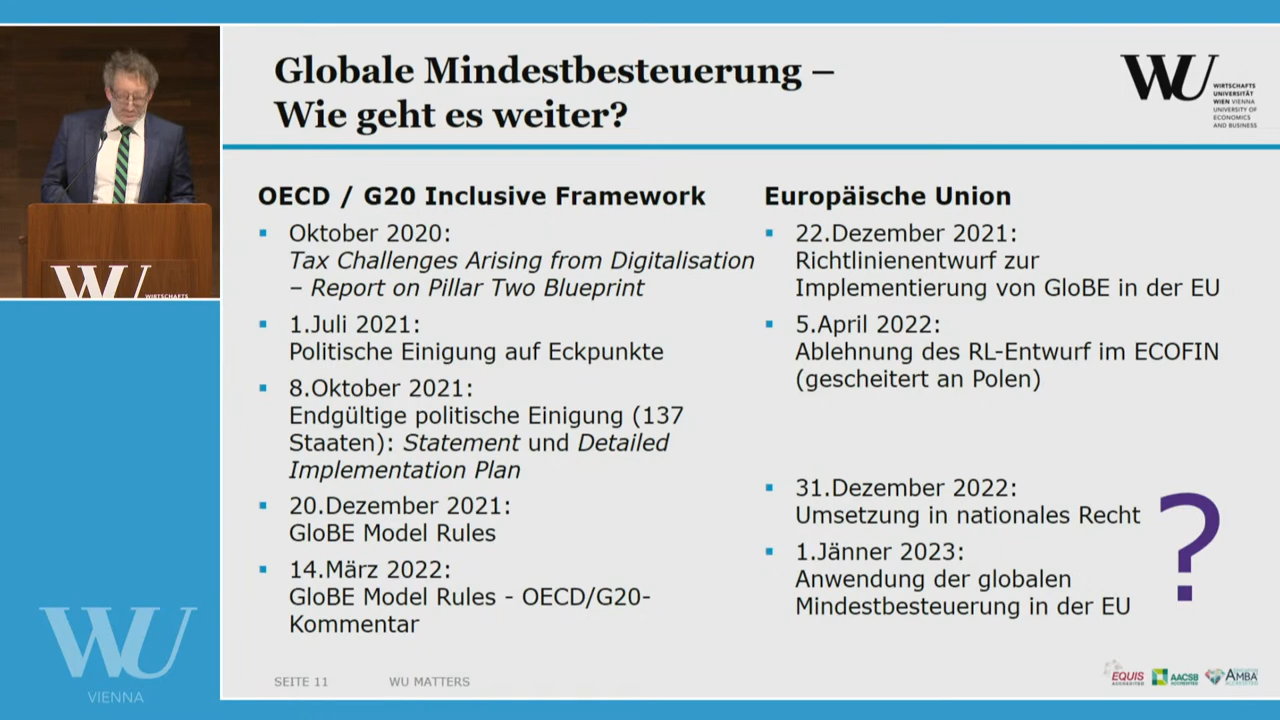 Globale Mindestbesteuerung –
Wie geht es weiter?
WU
WIRTSCHAFTS
UNIVERSITÄT
WIEN VIENNA
UNIVERSITY OF
ECONOMICS
AND BUSINESS
OECD / G20 Inclusive Framework
Oktober 2020:
Tax Challenges Arising from Digitalisation
– Report on Pillar Two Blueprint
1.Juli 2021:
Politische Einigung auf Eckpunkte
8.Oktober 2021:
Endgültige politische Einigung (137
Staaten): Statement und Detailed
Implementation Plan
20.Dezember 2021:
GloBE Model Rules
14.März 2022:
GloBE Model Rules - OECD/G20-
Kommentar
Europäische Union
22.Dezember 2021:
Richtlinienentwurf zur
Implementierung von GloBE in der EU
5.April 2022:
Ablehnung des RL-Entwurf im ECOFIN
(gescheitert an Polen)
31.Dezember 2022:
Umsetzung in nationales Recht
1.Jänner 2023:
Anwendung der globalen
Mindestbesteuerung in der EU
?
SEITE 11 WU MATTERS
EQUIS
ACCREDITED
AACSB
ACCREDITED
AMBA
WU
WIRTSCHAFTS
WU
VIENNA